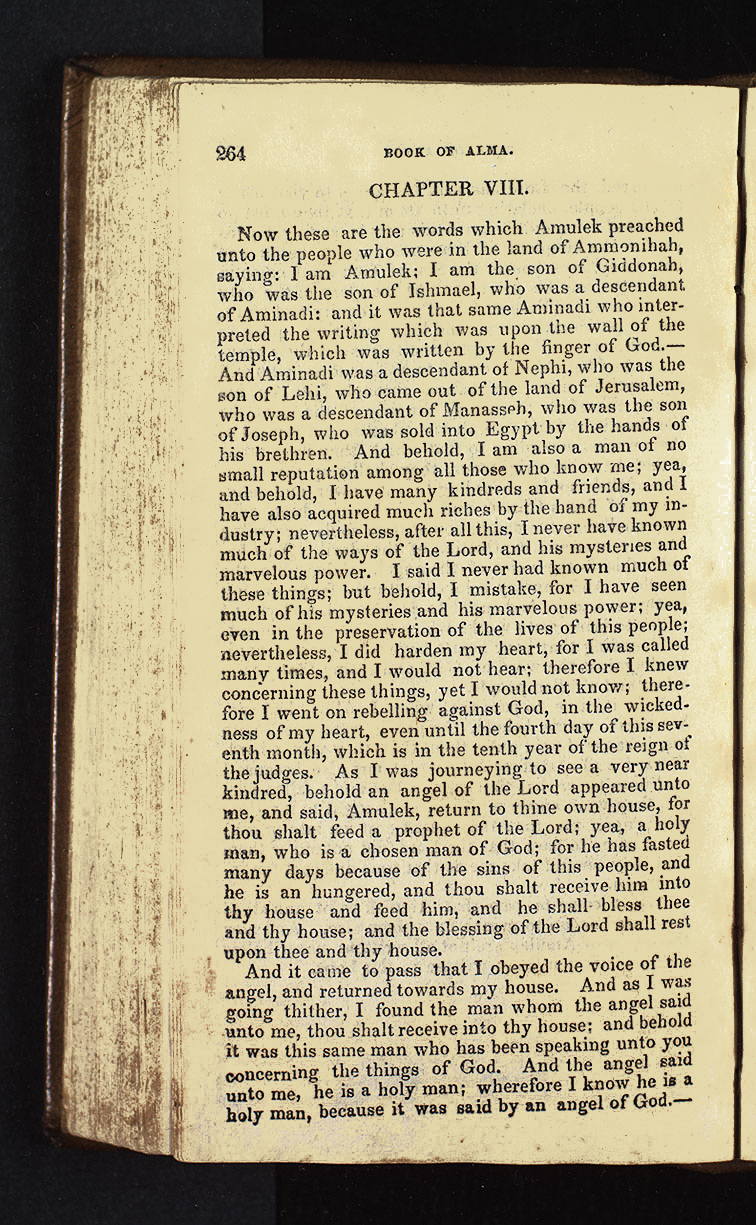 264 BOOK OF ALMA.
CHAPTER VIII.
Now these are the words which Amulek preached
unto the people who were in the land of Ammonihah,
saying: I am Amulek; I am the son of Giddonah,
who was the son of Ishmael, who was a descendant
of Aminadi: and it was that same Aminadi who inter-
preted the writing which was upon the wall of the
temple, which was written by the finger of God.—
And Aminadi was a descendant of Nephi, who was the
son of Lehi, who came out of the land of Jerusalem,
who was a descendant of Manasseh, who was the son
of Joseph, who was sold into Egypt by the hands of
his brethren. And behold, I am also a man of no
small reputation among all those who know me; yea,
and behold, I have many kindreds and friends, and I
have also acquired much riches by the hand of my in-
dustry; nevertheless, after all this, I never have known
much of the ways of the Lord, and his mysteries and
marvelous power. I said I never had known much of
these things; but behold, I mistake, for I have seen
much of his mysteries and his marvelous power; yea,
even in the preservation of the lives of this people;
nevertheless, I did harden my heart, for I was called
many times, and I would not hear; therefore I knew
concerning these things, yet I would not know; there-
fore I went on rebelling against God, in the wicked-
ness of my heart, even until the fourth day of this sev-
enth month, which is in the tenth year of the reign of
the judges. As I was journeying to see a very near
kindred, behold an angel of the Lord appeared unto
me, and said, Amulek, return to thine own house, for
thou shalt feed a prophet of the Lord; yea, a holy
man, who is a chosen man of God; for he has fasted
many days because of the sins of this people, and
he is an hungered, and thou shalt receive him into
thy house and feed him, and he shall bless thee
and thy house; and the blessing of the Lord shall rest
upon thee and thy house.
And it came to pass that I obeyed the voice of the
angel, and returned towards my house. And as I was
going thither, I found the man whom the angel said
unto me, thou shalt receive into thy house; and behold
it was this same man who has been speaking unto you
concerning the things of God. And the angel said
unto me, he is a holy man; wherefore I know he is a
holy man, because it was said by an angel of God.—